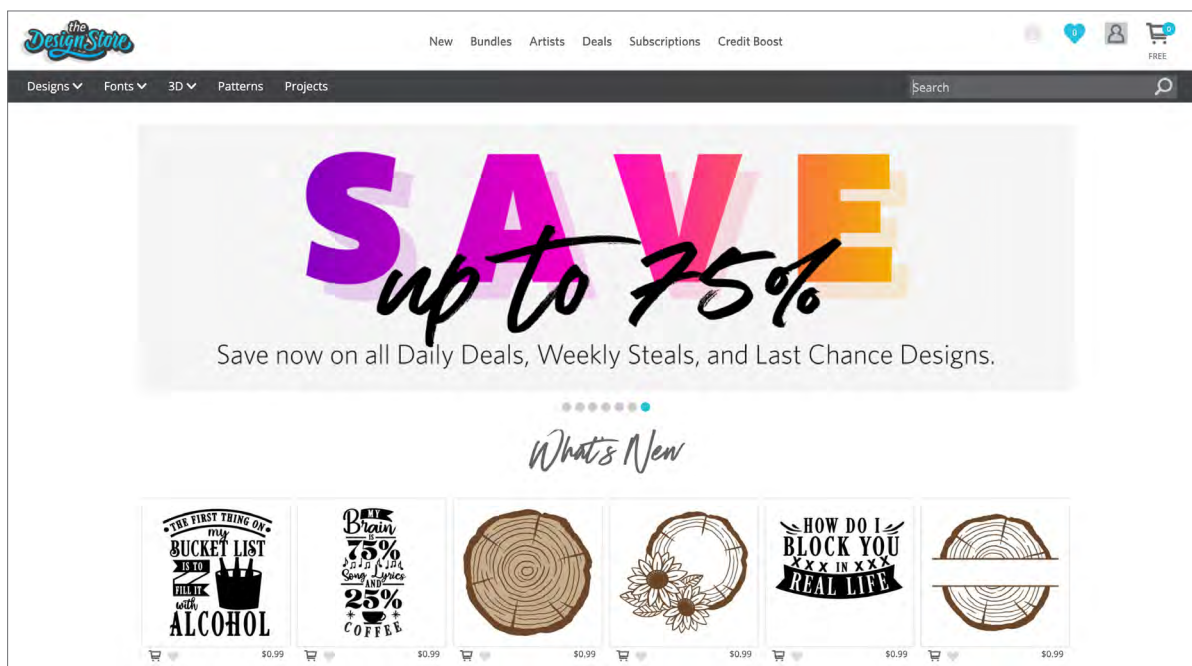 the
Design Store
New Bundles Artists Deals Subscriptions Credit Boost
0
0
FREE
Designs Fonts 3D Patterns Projects
Search
SAVE
up to 75%
Save now on all Daily Deals, Weekly Steals, and Last Chance Designs.
What's New
THE FIRST THING ON
my
BUCKET LIST
IS TO
FILL IT
with
ALCOHOL
MY
Brain
IS
75%
Song Lyrics
AND
25%
COFFEE
HOW DO I
BLOCK YOU
XXX IN XXX
REAL LIFE
$0.99 $0.99 $0.99 $0.99 $0.99 $0.99